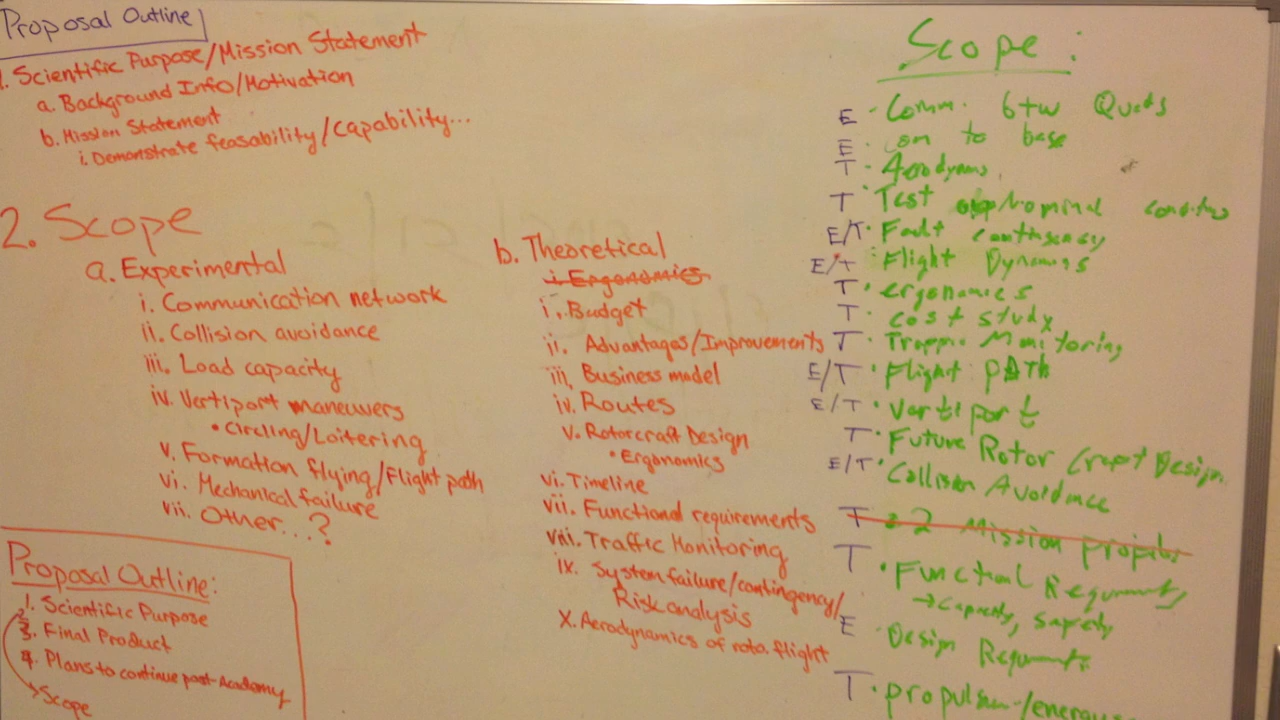 Proposal Outline
1. Scientific Purpose/Mission Statement
a. Background Info/Motivation
b. Mission Statement
i. Demonstrate feasability/capability...
2. Scope
a. Experimental
i. Communication network
ii. Collision avoidance
iii. Load capacity
iv. Vertiport maneuvers
• Circling/Loitering
v. Formation flying/Flight path
vi. Mechanical failure
vii. Other...?
b. Theoretical
i. Ergonomics
i. Budget
ii. Advantages/Improvements
iii. Business model
iv. Routes
v. Rotorcraft Design
• Ergonomics
vi. Timeline
vii. Functional requirements
viii. Traffic Monitoring
ix. System failure/contingency/
Risk analysis
x. Aerodynamics of roto. flight
Proposal Outline:
1. Scientific Purpose
3. Final Product
4. Plans to continue post-Academy
Scope
Scope:
E • Comm. btw Quads
E • com to base
T • Aerodynams.
T • Test Nominal
E/T • Fault contingency
E/T • Flight Dynamics
T • ergonomics
T • cost study
T • Traffic Monitoring
E/T • Flight PATh
E/T • Vertiport
T • Future Rotor Craft Design
E/T • Collision Avoidance
T • 2 Mission profiles
T • Functional Requirments
→ Capacity, Safety
E • Design Requirments
T • propulsion/energy